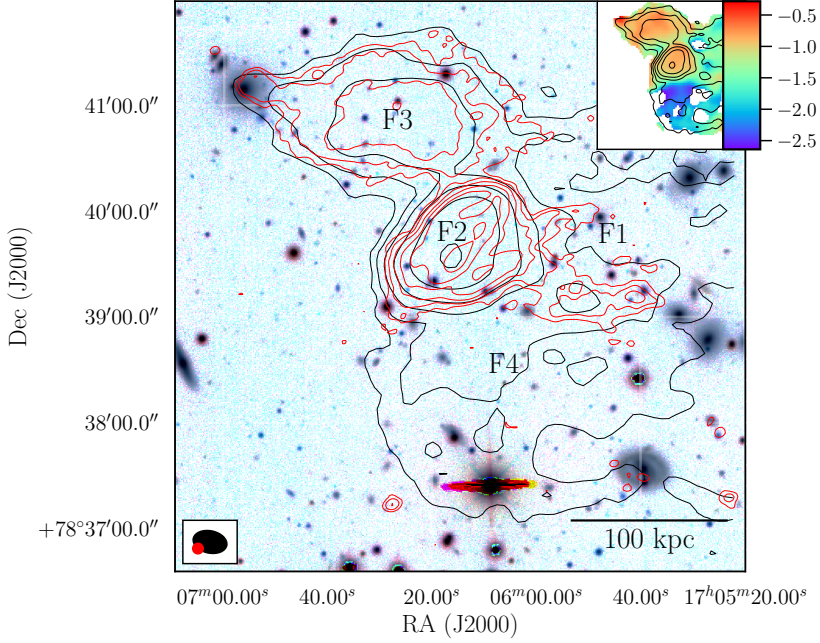 −0.5
−1.0
−1.5
−2.0
−2.5
41′00.0″
40′00.0″
39′00.0″
38′00.0″
+78°37′00.0″
Dec (J2000)
F3
F2
F1
F4
100 kpc
07ᵐ00.00ˢ 40.00ˢ 20.00ˢ 06ᵐ00.00ˢ 40.00ˢ 17ʰ05ᵐ20.00ˢ
RA (J2000)